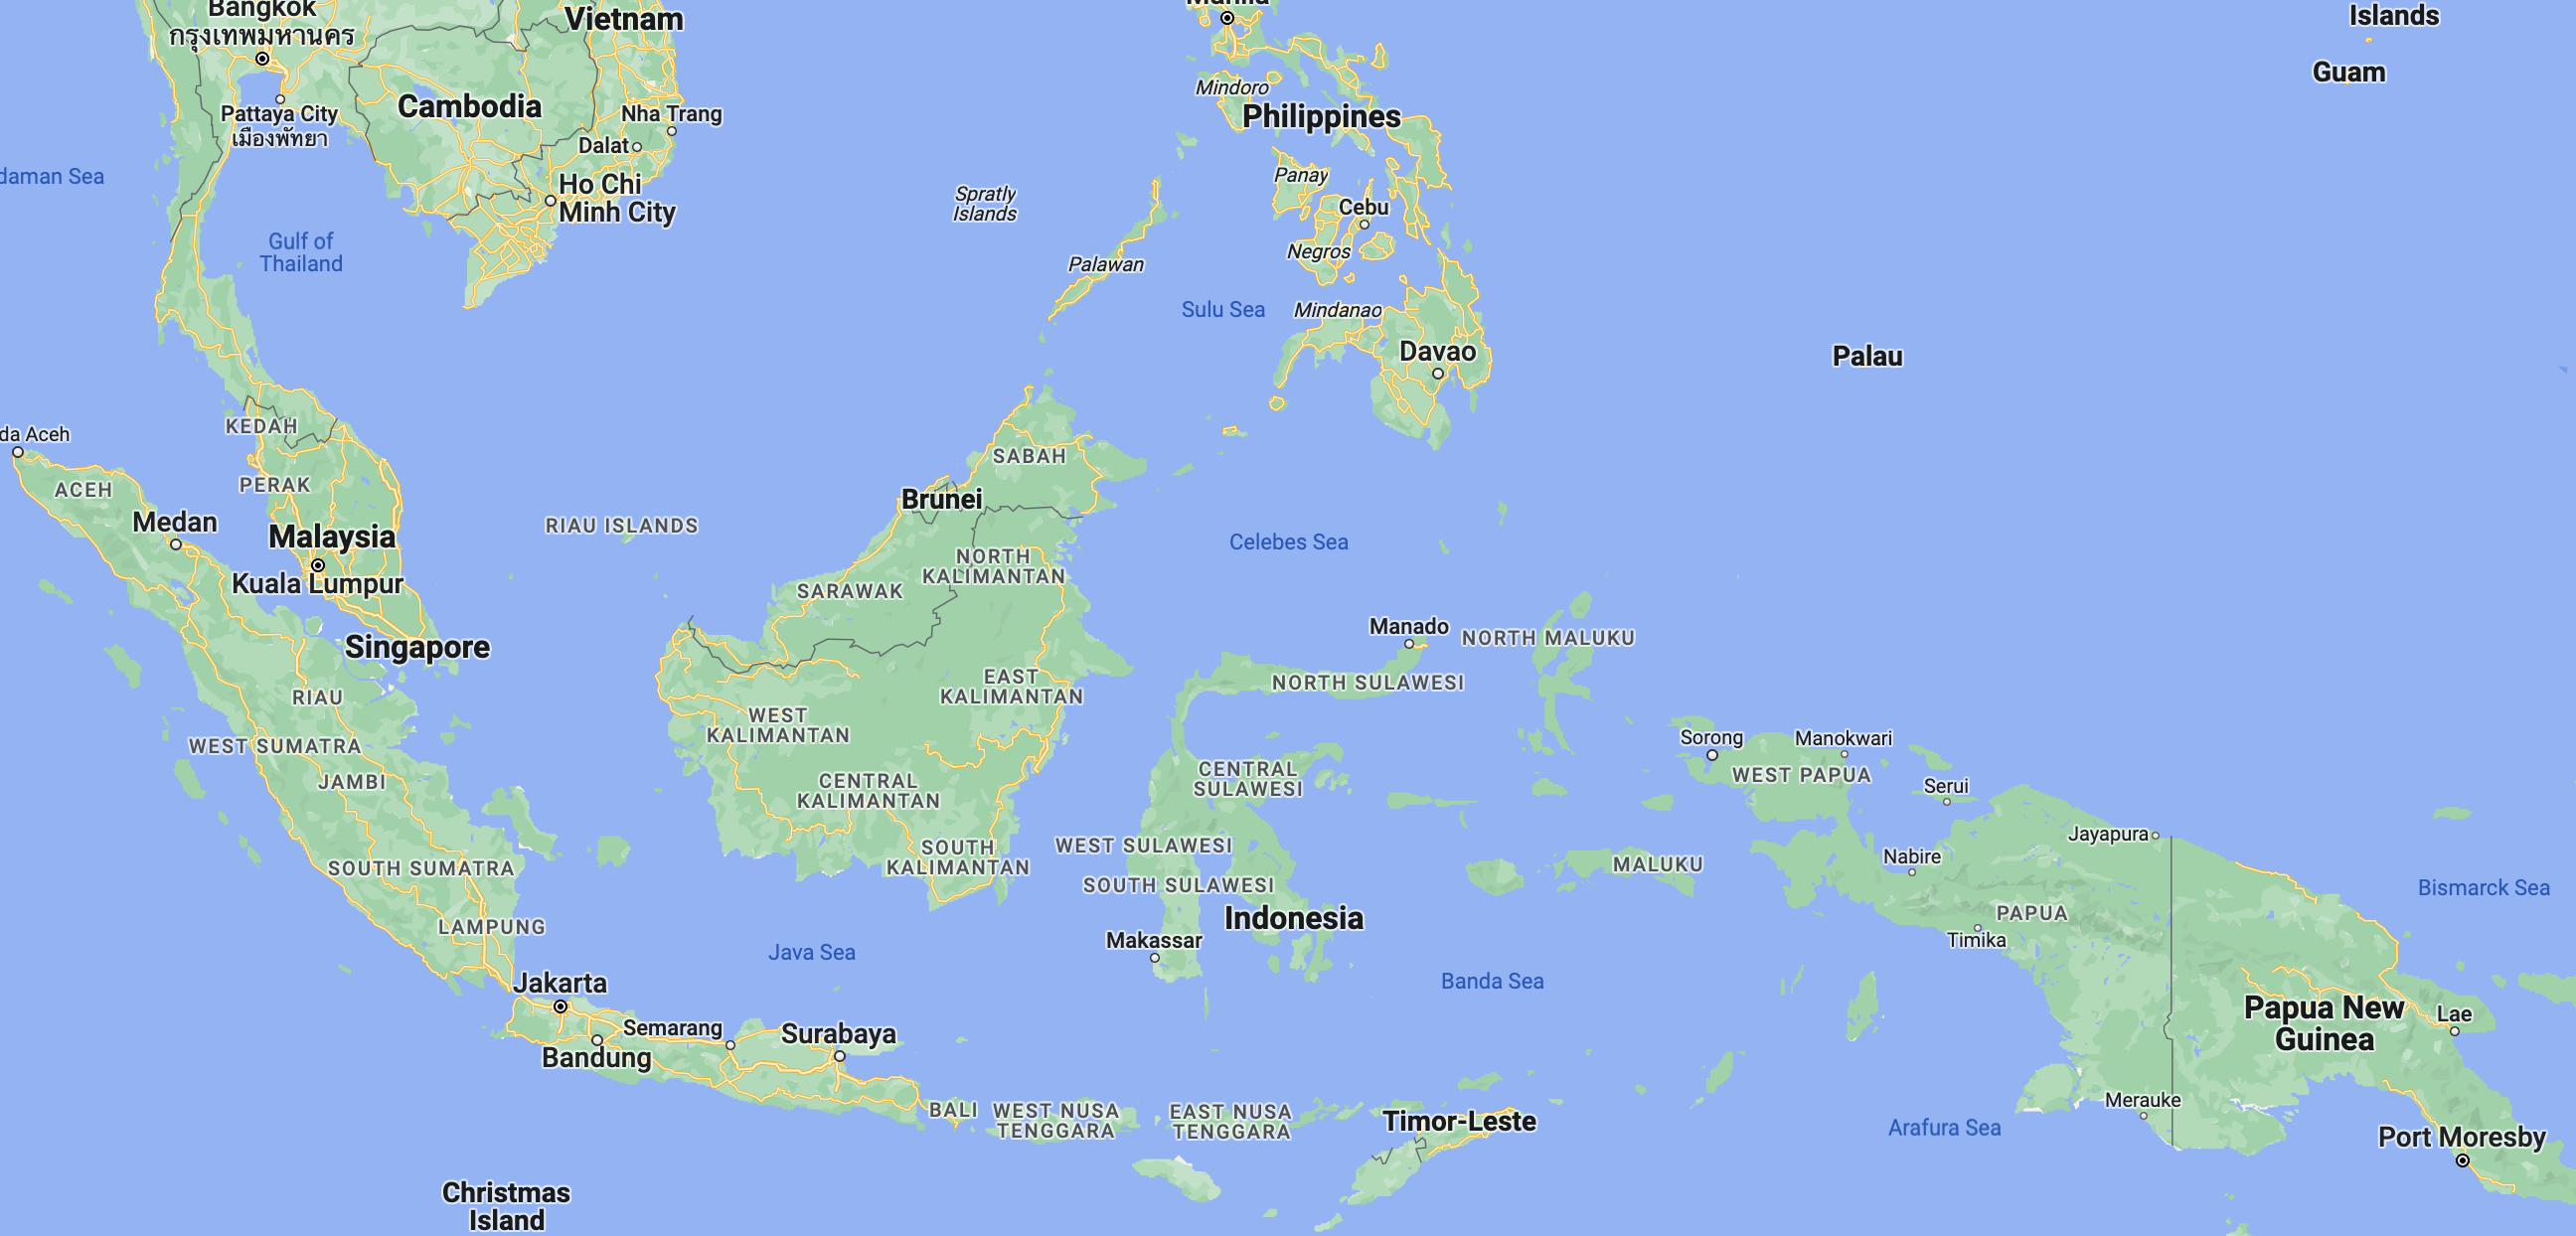 Bangkok
กรุงเทพมหานคร
Vietnam
Manila
Islands
Guam
Mindoro
Cambodia
Philippines
Pattaya City
เมืองพัทยา
Nha Trang
Dalat
daman Sea
Ho Chi
Minh City
Panay
Spratly
Islands
Cebu
Gulf of
Thailand
Negros
Palawan
Sulu Sea
Mindanao
Davao
Palau
KEDAH
da Aceh
SABAH
PERAK
ACEH
Brunei
Medan
RIAU ISLANDS
Malaysia
Celebes Sea
NORTH
KALIMANTAN
Kuala Lumpur
SARAWAK
Manado
NORTH MALUKU
Singapore
EAST
KALIMANTAN
NORTH SULAWESI
RIAU
WEST
KALIMANTAN
Sorong
Manokwari
WEST SUMATRA
CENTRAL
SULAWESI
WEST PAPUA
JAMBI
CENTRAL
KALIMANTAN
Serui
Jayapura
SOUTH
KALIMANTAN
WEST SULAWESI
Nabire
MALUKU
SOUTH SUMATRA
SOUTH SULAWESI
Bismarck Sea
PAPUA
Indonesia
LAMPUNG
Makassar
Timika
Java Sea
Banda Sea
Jakarta
Papua New
Guinea
Lae
Semarang
Surabaya
Bandung
Merauke
BALI
WEST NUSA
TENGGARA
EAST NUSA
TENGGARA
Timor-Leste
Arafura Sea
Port Moresby
Christmas
Island